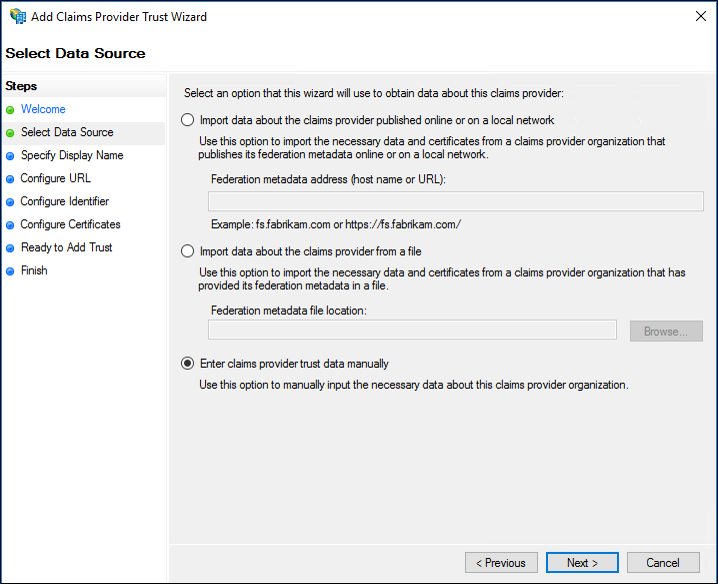 Add Claims Provider Trust Wizard
Select Data Source
Steps
Welcome
Select Data Source
Specify Display Name
Configure URL
Configure Identifier
Configure Certificates
Ready to Add Trust
Finish
Select an option that this wizard will use to obtain data about this claims provider:
Import data about the claims provider published online or on a local network
Use this option to import the necessary data and certificates from a claims provider organization that
publishes its federation metadata online or on a local network.
Federation metadata address (host name or URL):
Example: fs.fabrikam.com or https://fs.fabrikam.com/
Import data about the claims provider from a file
Use this option to import the necessary data and certificates from a claims provider organization that has
provided its federation metadata in a file.
Federation metadata file location:
Browse...
Enter claims provider trust data manually
Use this option to manually input the necessary data about this claims provider organization.
< Previous
Next >
Cancel